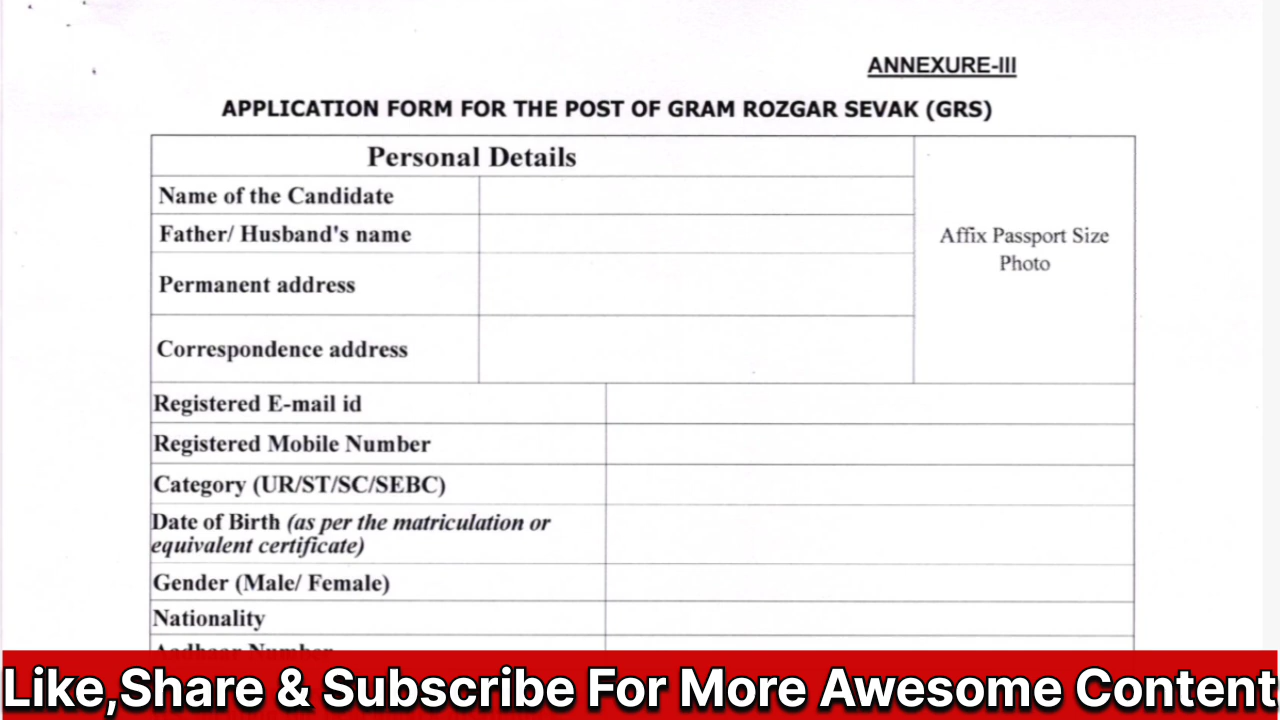 ANNEXURE-III
APPLICATION FORM FOR THE POST OF GRAM ROZGAR SEVAK (GRS)
Personal Details
Name of the Candidate
Father/ Husband's name
Permanent address
Correspondence address
Affix Passport Size
Photo
Registered E-mail id
Registered Mobile Number
Category (UR/ST/SC/SEBC)
Date of Birth (as per the matriculation or
equivalent certificate)
Gender (Male/ Female)
Nationality
Aadhaar Number
Like,Share & Subscribe For More Awesome Content